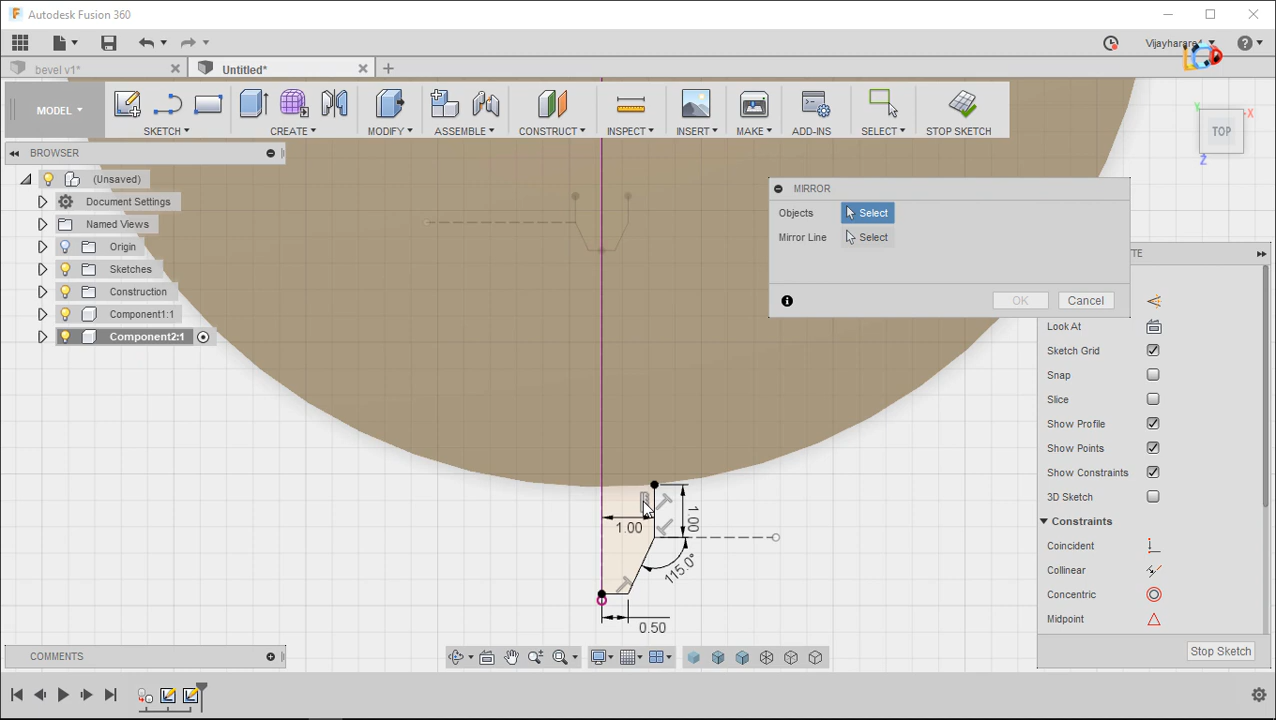 Autodesk Fusion 360
Vijayharare4
bevel v1*
Untitled*
MODEL
SKETCH
CREATE
MODIFY
ASSEMBLE
CONSTRUCT
INSPECT
INSERT
MAKE
ADD-INS
SELECT
STOP SKETCH
X
Y
TOP
Z
BROWSER
(Unsaved)
Document Settings
Named Views
Origin
Sketches
Construction
Component1:1
Component2:1
MIRROR
Objects Select
Mirror Line Select
OK Cancel
TE
Look At
Sketch Grid
Snap
Slice
Show Profile
Show Points
Show Constraints
3D Sketch
Constraints
Coincident
Collinear
Concentric
Midpoint
Stop Sketch
1.00
1.00
115.0°
0.50
COMMENTS